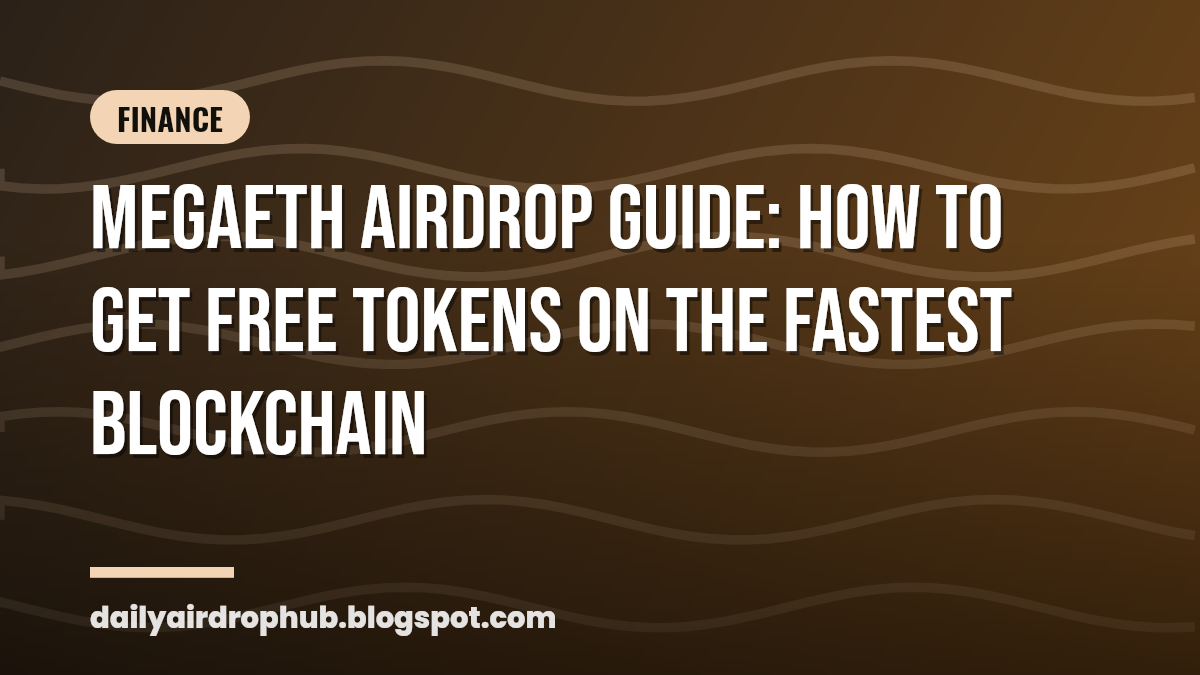 FINANCE
MEGAETH AIRDROP GUIDE: HOW TO
GET FREE TOKENS ON THE FASTEST
BLOCKCHAIN
dailyairdrophub.blogspot.com